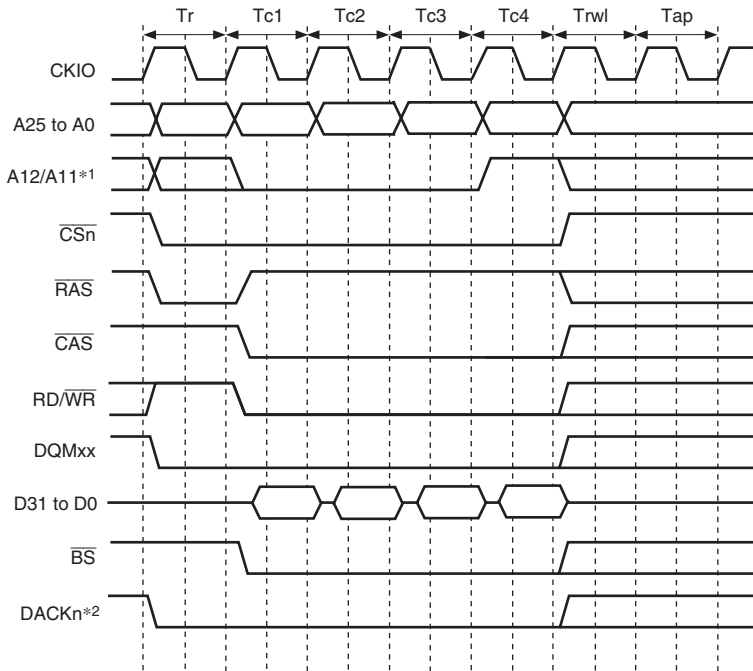 Tr Tc1 Tc2 Tc3 Tc4 Trwl Tap
CKIO
A25 to A0
A12/A11*1
CSn
RAS
CAS
RD/WR
DQMxx
D31 to D0
BS
DACKn*2